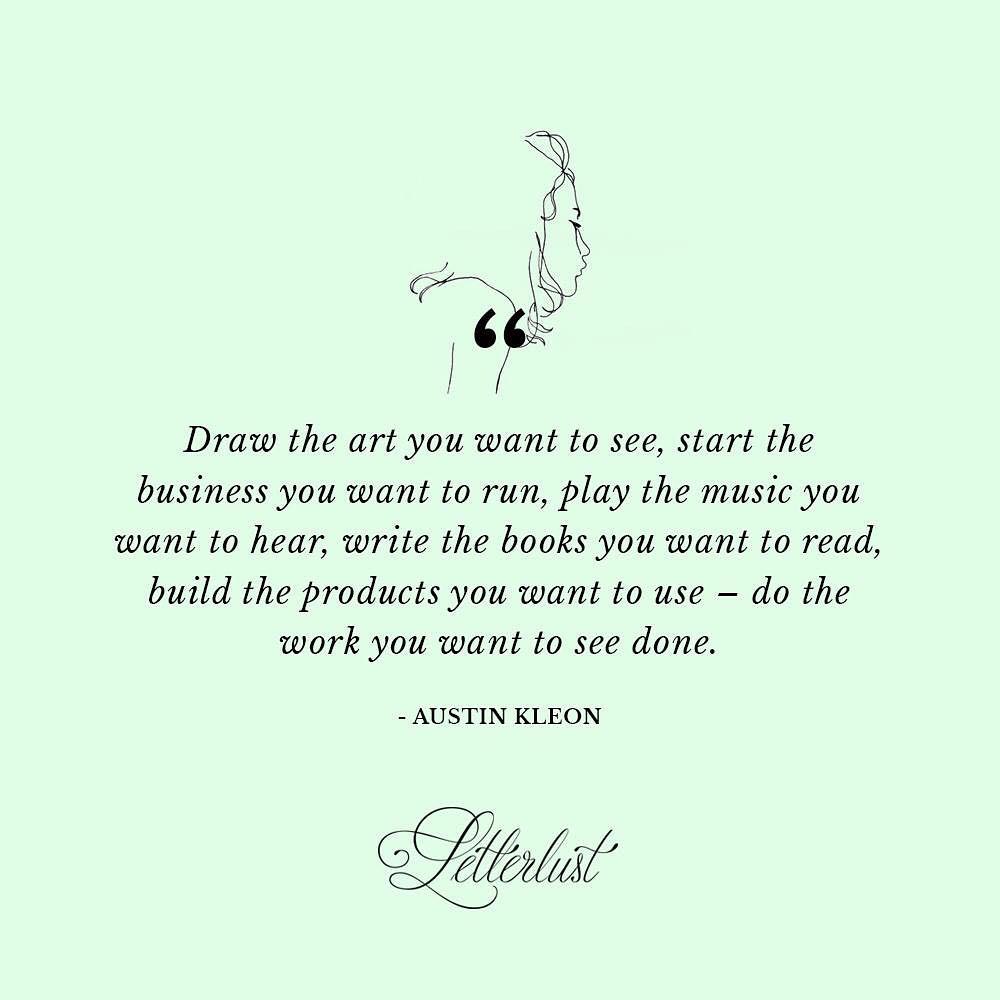 “
Draw the art you want to see, start the
business you want to run, play the music you
want to hear, write the books you want to read,
build the products you want to use – do the
work you want to see done.
- AUSTIN KLEON
Letterlust